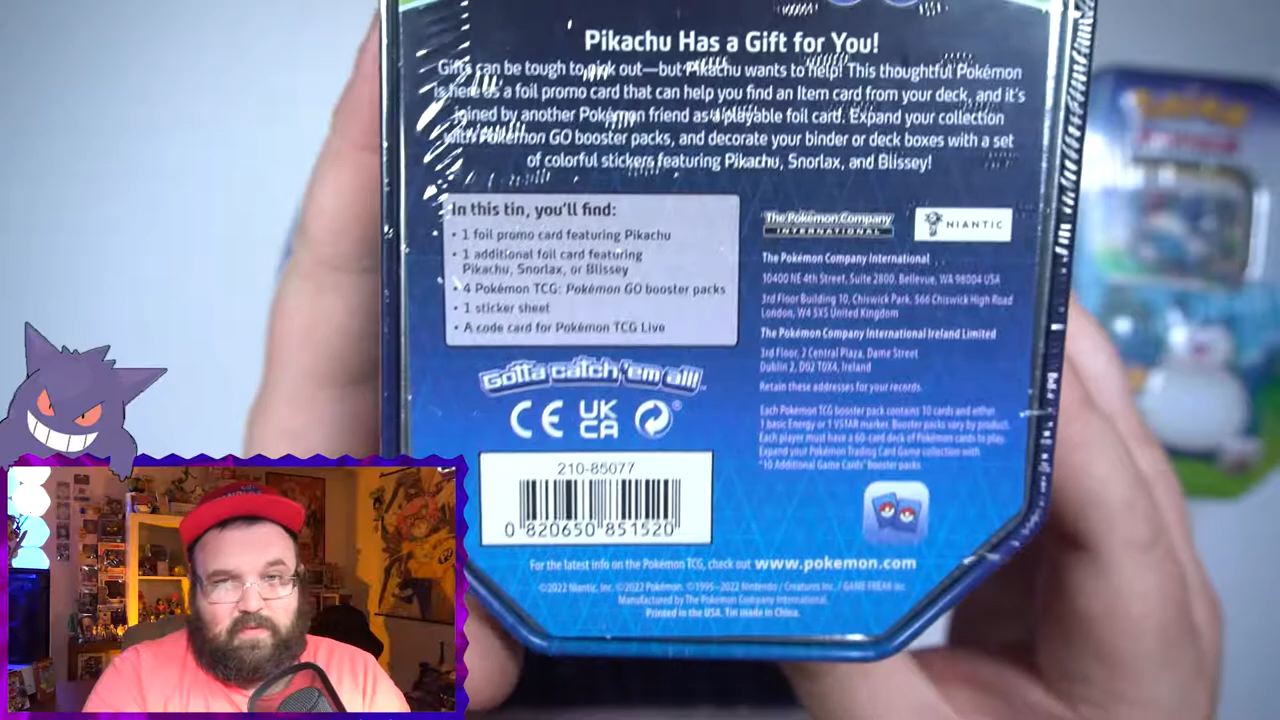 Pikachu Has a Gift for You!
Gifts can be tough to pick out—but Pikachu wants to help! This thoughtful Pokémon
is here as a foil promo card that can help you find an Item card from your deck, and it's
joined by another Pokémon friend as a playable foil card. Expand your collection
with Pokémon GO booster packs, and decorate your binder or deck boxes with a set
of colorful stickers featuring Pikachu, Snorlax, and Blissey!
In this tin, you'll find:
• 1 foil promo card featuring Pikachu
• 1 additional foil card featuring
Pikachu, Snorlax, or Blissey
• 4 Pokémon TCG: Pokémon GO booster packs
• 1 sticker sheet
• A code card for Pokémon TCG Live
Gotta catch 'em all!
CE UK
CA
210-85077
0 820650 851520
The Pokémon Company
INTERNATIONAL
NIANTIC
The Pokémon Company International
10400 NE 4th Street, Suite 2800, Bellevue, WA 98004 USA
3rd Floor Building 10, Chiswick Park, 566 Chiswick High Road
London, W4 5XS United Kingdom
The Pokémon Company International Ireland Limited
3rd Floor, 2 Central Plaza, Dame Street
Dublin 2, D02 T0X4, Ireland
Retain these addresses for your records.
Each Pokémon TCG booster pack contains 10 cards and either
1 basic Energy or 1 VSTAR marker. Booster packs vary by product.
Each player must have a 60-card deck of Pokémon cards to play.
Expand your Pokémon Trading Card Game collection with
"10 Additional Game Cards" booster packs.
For the latest info on the Pokémon TCG, check out www.pokemon.com
©2022 Niantic, Inc. ©2022 Pokémon. ©1995–2022 Nintendo / Creatures Inc. / GAME FREAK inc.
Manufactured by The Pokémon Company International.
Printed in the USA. Tin made in China.